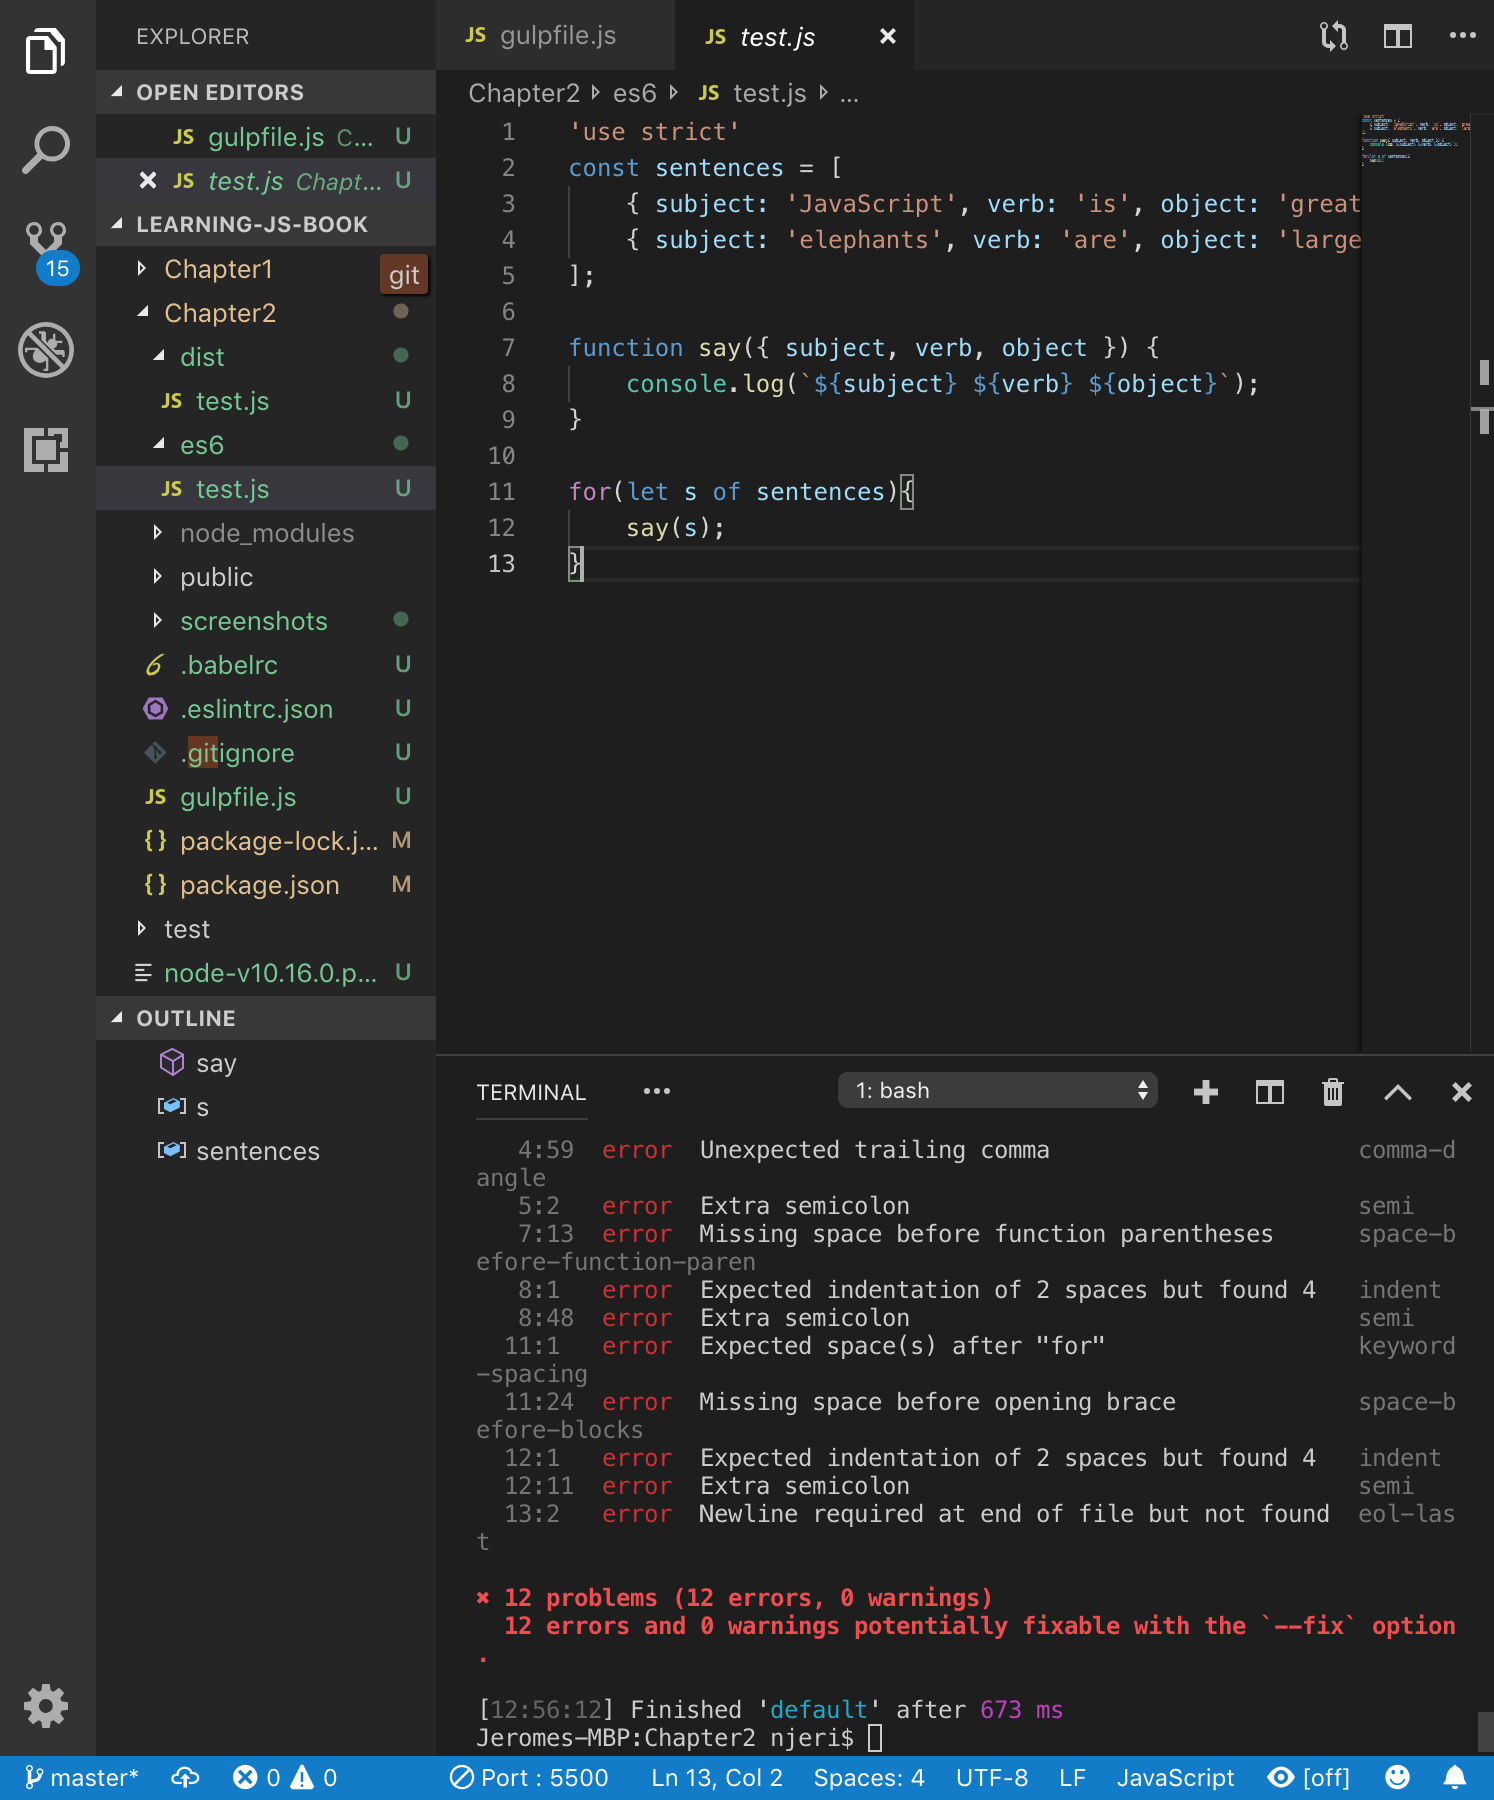 EXPLORER
OPEN EDITORS
JS gulpfile.js C... U
JS test.js Chapt... U
LEARNING-JS-BOOK
Chapter1
git
Chapter2
dist
JS test.js U
es6
JS test.js U
node_modules
public
screenshots
.babelrc U
.eslintrc.json U
.gitignore U
JS gulpfile.js U
{} package-lock.j... M
{} package.json M
test
node-v10.16.0.p... U
OUTLINE
say
s
sentences
15
JS gulpfile.js
JS test.js
Chapter2 es6 JS test.js ...
1 'use strict'
2 const sentences = [
3 { subject: 'JavaScript', verb: 'is', object: 'great
4 { subject: 'elephants', verb: 'are', object: 'large
5 ];
6
7 function say({ subject, verb, object }) {
8 console.log(`${subject} ${verb} ${object}`);
9 }
10
11 for(let s of sentences){
12 say(s);
13 }
TERMINAL ... 1: bash
4:59 error Unexpected trailing comma comma-d
angle
5:2 error Extra semicolon semi
7:13 error Missing space before function parentheses space-b
efore-function-paren
8:1 error Expected indentation of 2 spaces but found 4 indent
8:48 error Extra semicolon semi
11:1 error Expected space(s) after "for" keyword
-spacing
11:24 error Missing space before opening brace space-b
efore-blocks
12:1 error Expected indentation of 2 spaces but found 4 indent
12:11 error Extra semicolon semi
13:2 error Newline required at end of file but not found eol-las
t
✖ 12 problems (12 errors, 0 warnings)
12 errors and 0 warnings potentially fixable with the `--fix` option
.
[12:56:12] Finished 'default' after 673 ms
Jeromes-MBP:Chapter2 njeri$
master* 0 0 Port : 5500 Ln 13, Col 2 Spaces: 4 UTF-8 LF JavaScript [off]